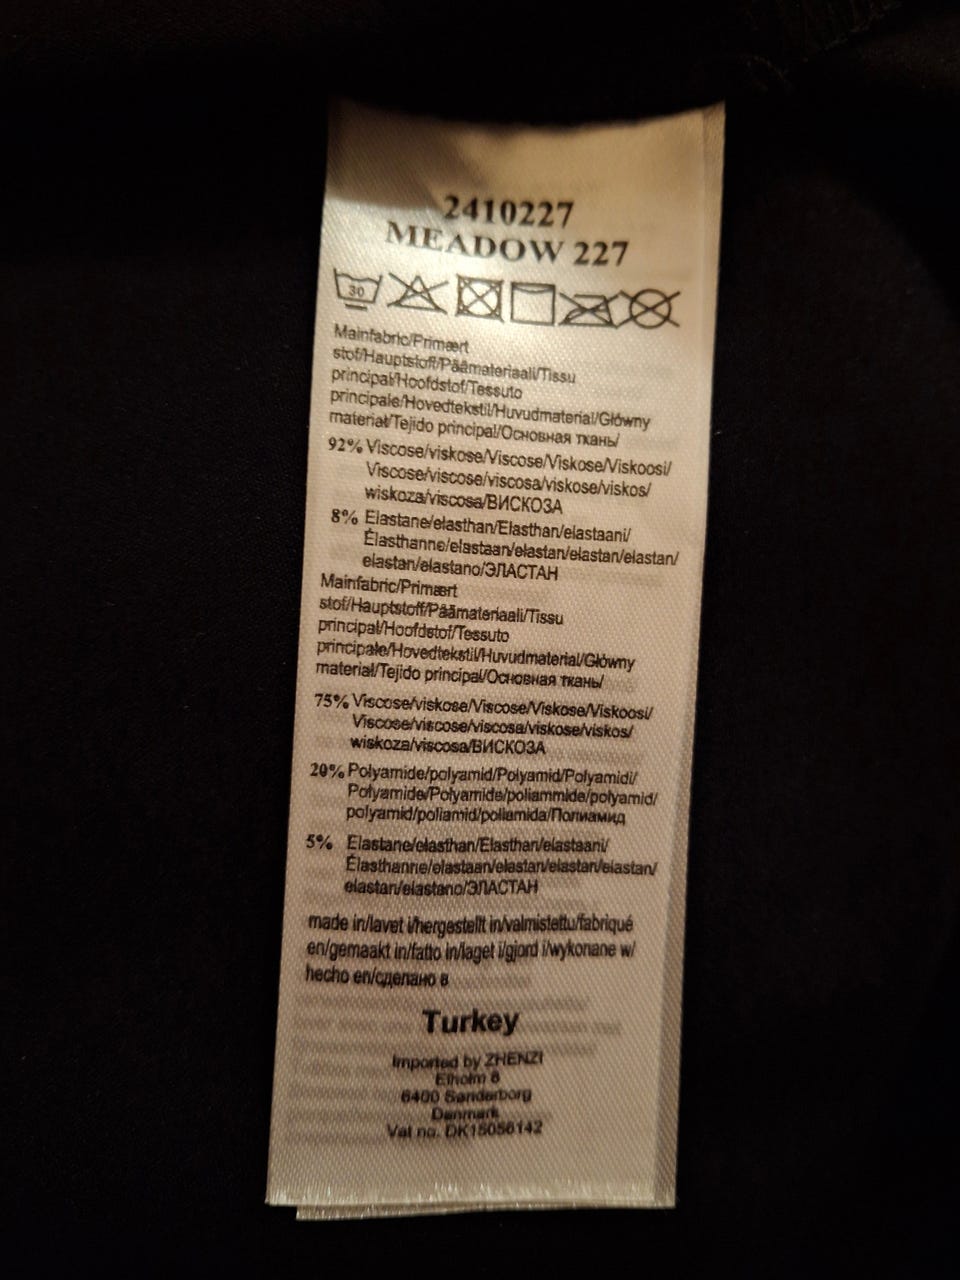 2410227
MEADOW 227
30
Mainfabric/Primært
stof/Hauptstoff/Päämateriaali/Tissu
principal/Hoofdstof/Tessuto
principale/Hovedtekstil/Huvudmaterial/Główny
materiał/Tejido principal/Основная ткань/
92% Viscose/viskose/Viscose/Viskose/Viskoosi/
Viscose/viscose/viscosa/viskose/viskos/
wiskoza/viscosa/ВИСКОЗА
8% Elastane/elasthan/Elasthan/elastaani/
Élasthanne/elastaan/elastan/elastan/elastan/
elastan/elastano/ЭЛАСТАН
Mainfabric/Primært
stof/Hauptstoff/Päämateriaali/Tissu
principal/Hoofdstof/Tessuto
principale/Hovedtekstil/Huvudmaterial/Główny
materiał/Tejido principal/Основная ткань/
75% Viscose/viskose/Viscose/Viskose/Viskoosi/
Viscose/viscose/viscosa/viskose/viskos/
wiskoza/viscosa/ВИСКОЗА
20% Polyamide/polyamid/Polyamid/Polyamidi/
Polyamide/Polyamide/poliammide/polyamid/
polyamid/poliamid/poliamida/Полиамид
5% Elastane/elasthan/Elasthan/elastaani/
Élasthanne/elastaan/elastan/elastan/elastan/
elastan/elastano/ЭЛАСТАН
made in/lavet i/hergestellt in/valmistettu/fabriqué
en/gemaakt in/fatto in/laget i/gjord i/wykonane w/
hecho en/сделано в
Turkey
Imported by ZHENZI
Elholm 8
6400 Sønderborg
Denmark
Vat no. DK15056142